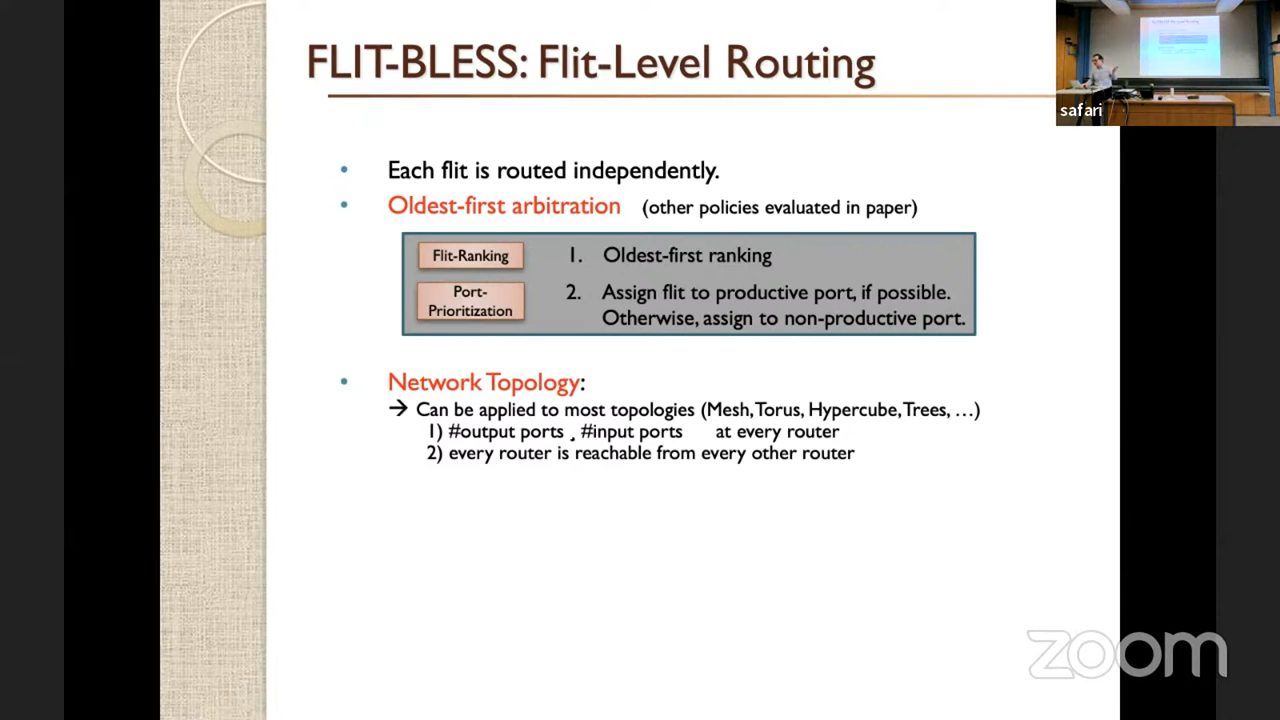 FLIT-BLESS: Flit-Level Routing
safari
• Each flit is routed independently.
• Oldest-first arbitration (other policies evaluated in paper)
Flit-Ranking 1. Oldest-first ranking
Port-Prioritization 2. Assign flit to productive port, if possible.
Otherwise, assign to non-productive port.
• Network Topology:
→ Can be applied to most topologies (Mesh, Torus, Hypercube, Trees, …)
1) #output ports ¸ #input ports at every router
2) every router is reachable from every other router
zoom